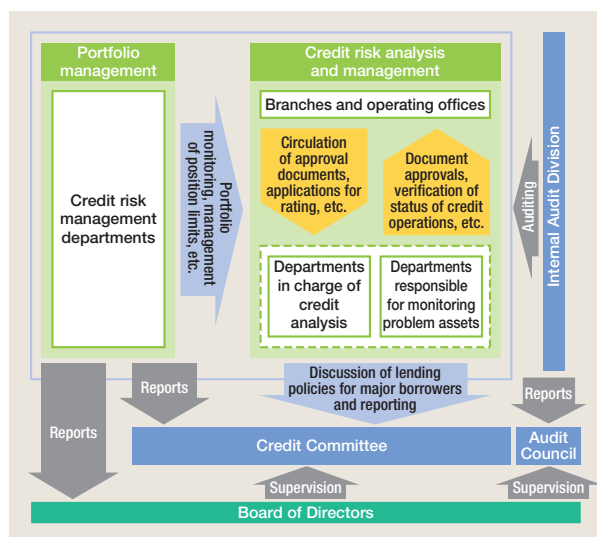 Portfolio
management
Credit risk
management
departments
Portfolio
monitoring, management
of position limits, etc.
Credit risk analysis
and management
Branches and operating offices
Circulation
of approval
documents,
applications for
rating, etc.
Document
approvals,
verification of
status of credit
operations, etc.
Departments
in charge of
credit
analysis
Departments
responsible
for monitoring
problem assets
Auditing
Internal Audit Division
Reports
Reports
Discussion of lending
policies for major borrowers
and reporting
Reports
Credit Committee
Audit
Council
Supervision
Supervision
Board of Directors